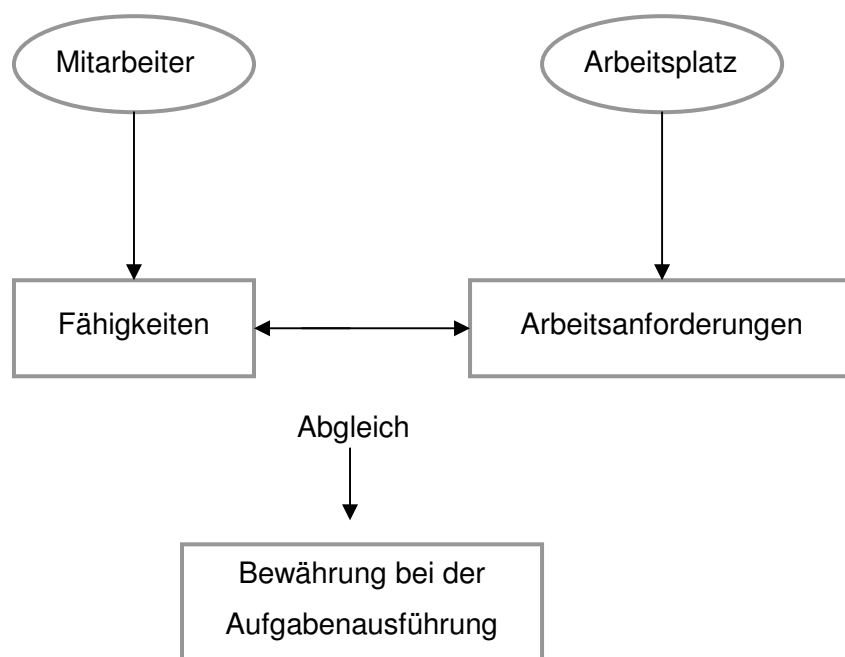 Mitarbeiter
Arbeitsplatz
Fähigkeiten
Arbeitsanforderungen
Abgleich
Bewährung bei der
Aufgabenausführung